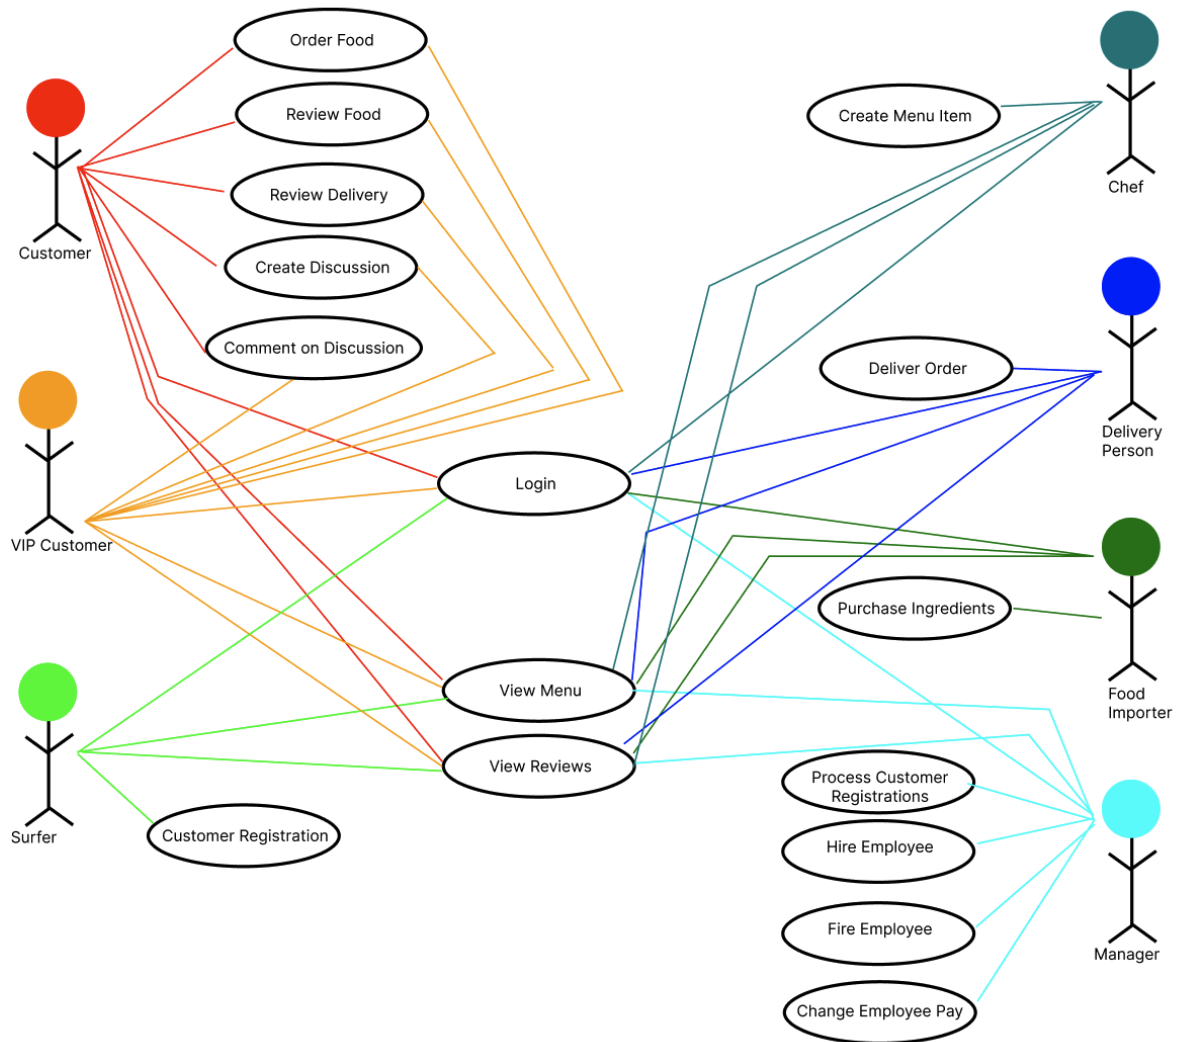 Order Food
Review Food
Review Delivery
Create Discussion
Comment on Discussion
Customer
VIP Customer
Surfer
Customer Registration
Login
View Menu
View Reviews
Create Menu Item
Chef
Deliver Order
Delivery
Person
Purchase Ingredients
Food
Importer
Process Customer
Registrations
Hire Employee
Fire Employee
Change Employee Pay
Manager